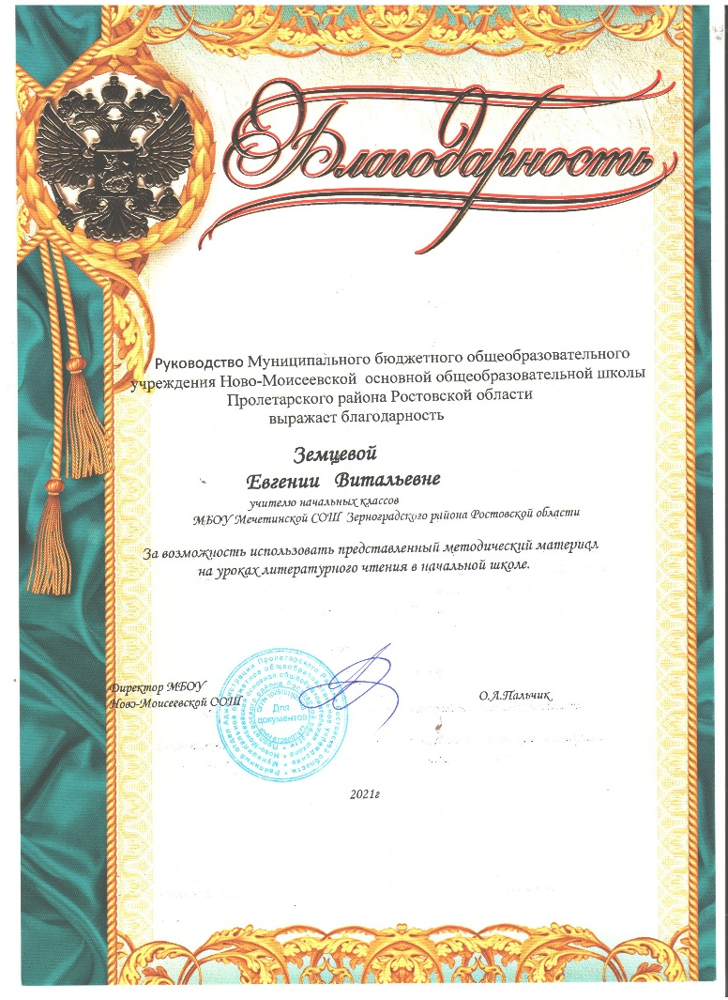 Благодарность
Руководство Муниципального бюджетного общеобразовательного
учреждения Ново-Моисеевской основной общеобразовательной школы
Пролетарского района Ростовской области
выражает благодарность
Земцевой
Евгении Витальевне
учителю начальных классов
МБОУ Мечетинской СОШ Зерноградского района Ростовской области
За возможность использовать представленный методический материал
на уроках литературного чтения в начальной школе.
Директор МБОУ
Ново-Моисеевской ООШ
О.А.Пальчик
Для
документов
2021г